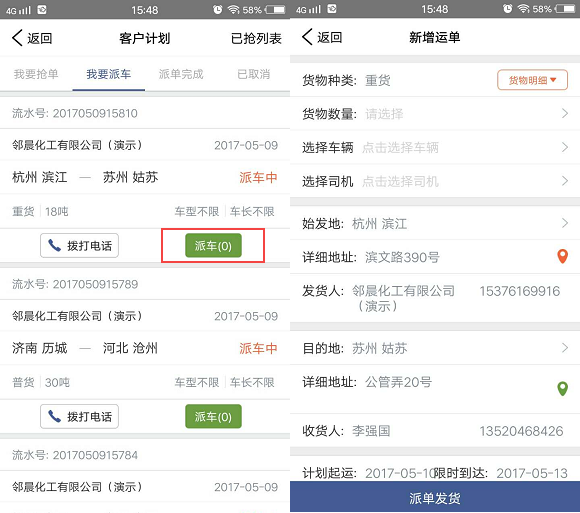 4G HD 15:48 58%
返回 客户计划 已抢列表
我要抢单 我要派车 派单完成 已取消
流水号: 2017050915810
邻晨化工有限公司（演示） 2017-05-09
杭州 滨江 — 苏州 姑苏 派车中
重货 18吨 车型不限 车长不限
拨打电话 派车(0)
流水号: 2017050915789
邻晨化工有限公司（演示） 2017-05-09
济南 历城 — 河北 沧州 派车中
普货 30吨 车型不限 车长不限
拨打电话 派车(0)
流水号: 2017050915784
邻晨化工有限公司（演示） 2017-05-09
4G HD 15:48 58%
返回 新增运单
货物种类: 重货 货物明细
货物数量: 请选择
选择车辆 点击选择车辆
选择司机 点击选择司机
始发地: 杭州 滨江
详细地址: 滨文路390号
发货人: 邻晨化工有限公司 15376169916
（演示）
目的地: 苏州 姑苏
详细地址: 公管弄20号
收货人: 李强国 13520468426
计划起运: 2017-05-10 限时到达: 2017-05-13
派单发货